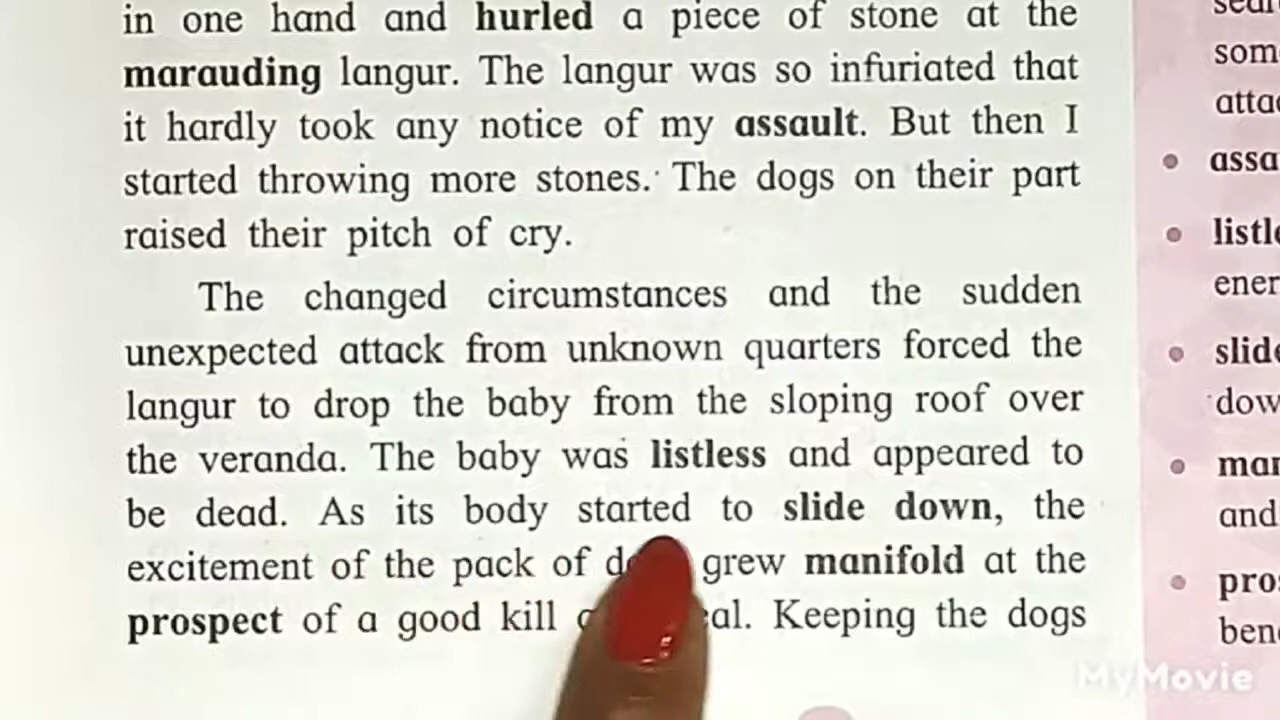 in one hand and hurled a piece of stone at the
marauding langur. The langur was so infuriated that
it hardly took any notice of my assault. But then I
started throwing more stones. The dogs on their part
raised their pitch of cry.
The changed circumstances and the sudden
unexpected attack from unknown quarters forced the
langur to drop the baby from the sloping roof over
the veranda. The baby was listless and appeared to
be dead. As its body started to slide down, the
excitement of the pack of grew manifold at the
prospect of a good kill Keeping the dogs
som
atta
assa
listle
ener
slide
dow
man
and
pro
bene
MyMovie